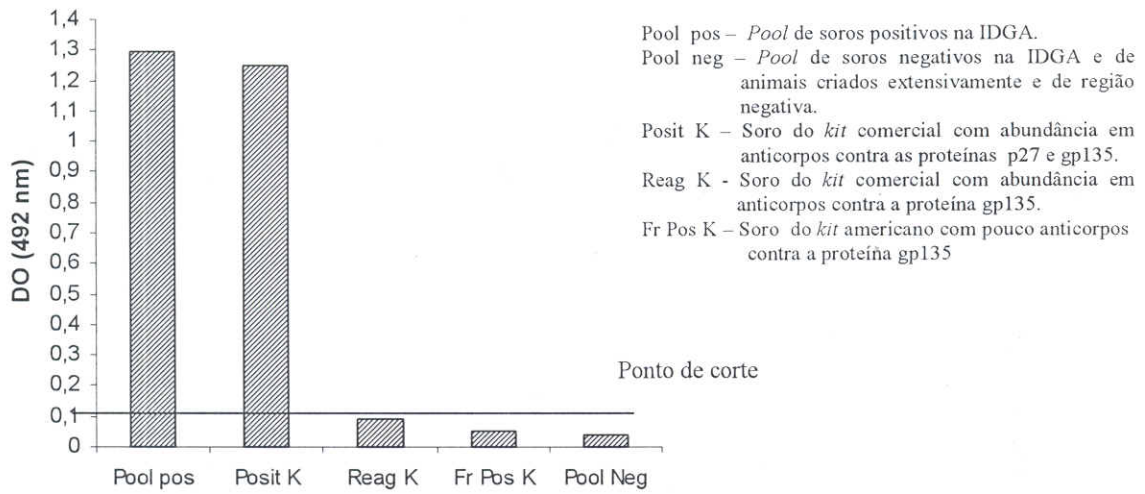 1,4
1,3
1,2
1,1
1
0,9
0,8
0,7
0,6
0,5
0,4
0,3
0,2
0,1
0
DO (492 nm)
Pool pos
Posit K
Reag K
Fr Pos K
Pool Neg
Ponto de corte
Pool pos – Pool de soros positivos na IDGA.
Pool neg – Pool de soros negativos na IDGA e de
animais criados extensivamente e de região
negativa.
Posit K – Soro do kit comercial com abundância em
anticorpos contra as proteínas p27 e gp135.
Reag K - Soro do kit comercial com abundância em
anticorpos contra a proteína gp135.
Fr Pos K – Soro do kit americano com pouco anticorpos
contra a proteína gp135